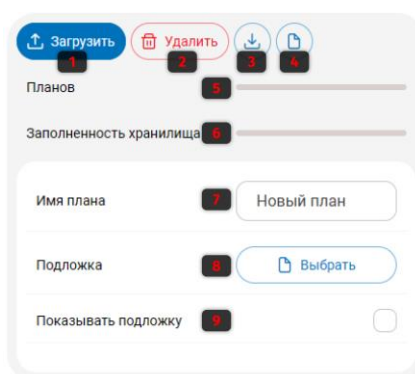 Загрузить Удалить
1 2 3 4
Планов 5
Заполненность хранилища 6
Имя плана 7 Новый план
Подложка 8 Выбрать
Показывать подложку 9